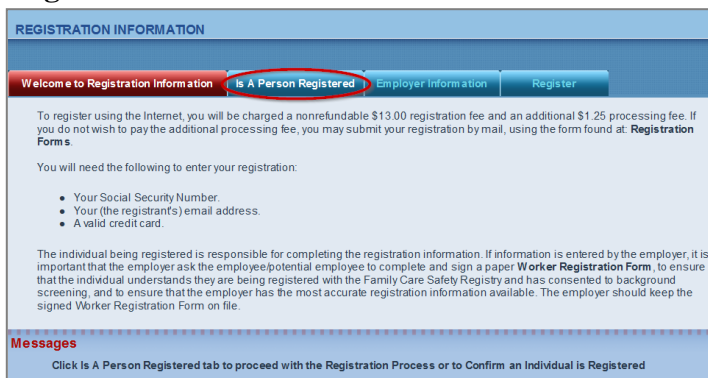 REGISTRATION INFORMATION
Welcome to Registration Information Is A Person Registered Employer Information Register
To register using the Internet, you will be charged a nonrefundable $13.00 registration fee and an additional $1.25 processing fee. If
you do not wish to pay the additional processing fee, you may submit your registration by mail, using the form found at: Registration
Forms.
You will need the following to enter your registration:
• Your Social Security Number.
• Your (the registrant's) email address.
• A valid credit card.
The individual being registered is responsible for completing the registration information. If information is entered by the employer, it is
important that the employer ask the employee/potential employee to complete and sign a paper Worker Registration Form, to ensure
that the individual understands they are being registered with the Family Care Safety Registry and has consented to background
screening, and to ensure that the employer has the most accurate registration information available. The employer should keep the
signed Worker Registration Form on file.
Messages
Click Is A Person Registered tab to proceed with the Registration Process or to Confirm an Individual is Registered